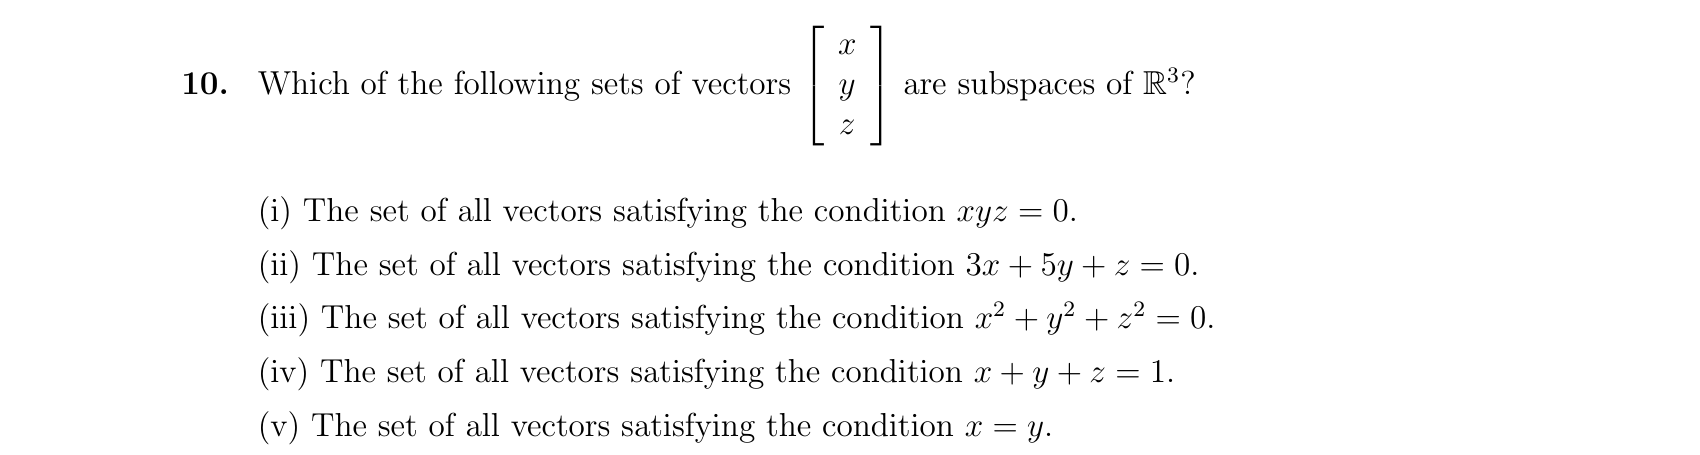 10. Which of the following sets of vectors $\begin{bmatrix} x \\ y \\ z \end{bmatrix}$ are subspaces of $\mathbb{R}^3$?
(i) The set of all vectors satisfying the condition $xyz = 0$.
(ii) The set of all vectors satisfying the condition $3x + 5y + z = 0$.
(iii) The set of all vectors satisfying the condition $x^2 + y^2 + z^2 = 0$.
(iv) The set of all vectors satisfying the condition $x + y + z = 1$.
(v) The set of all vectors satisfying the condition $x = y$.